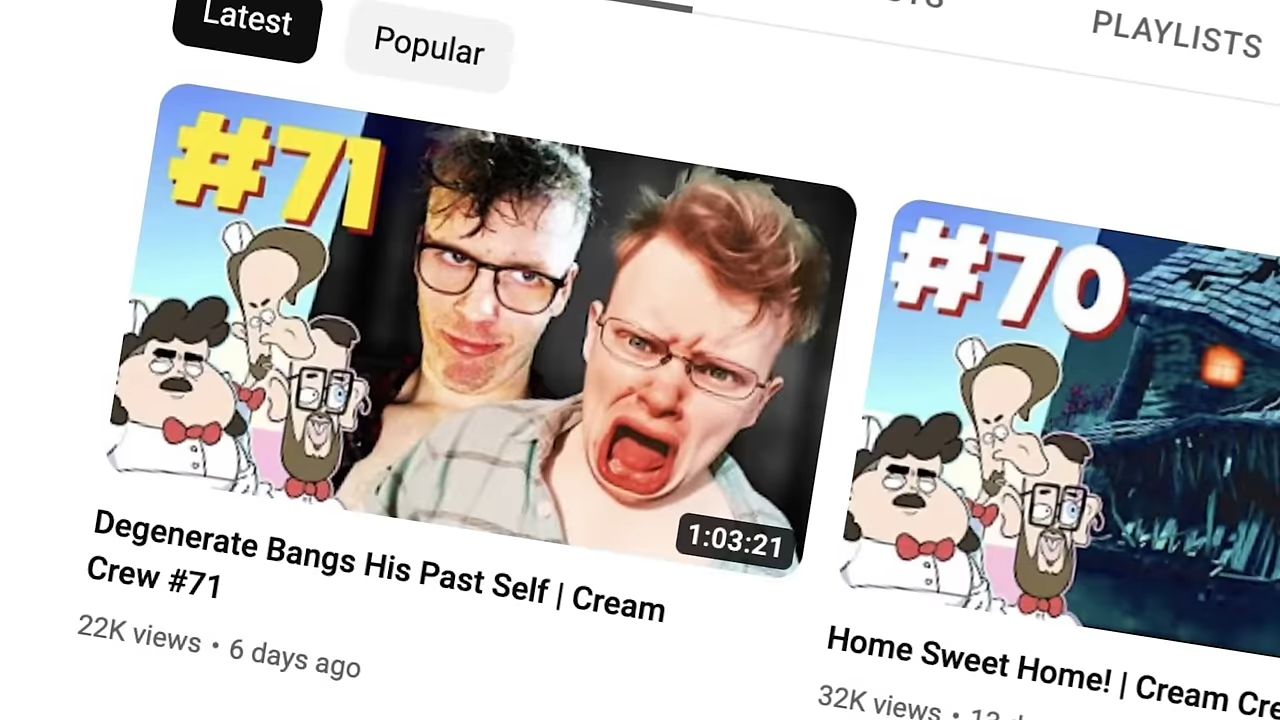 Latest
Popular
PLAYLISTS
#71
#70
1:03:21
Degenerate Bangs His Past Self | Cream
Crew #71
22K views • 6 days ago
Home Sweet Home! | Cream Cre
32K views •